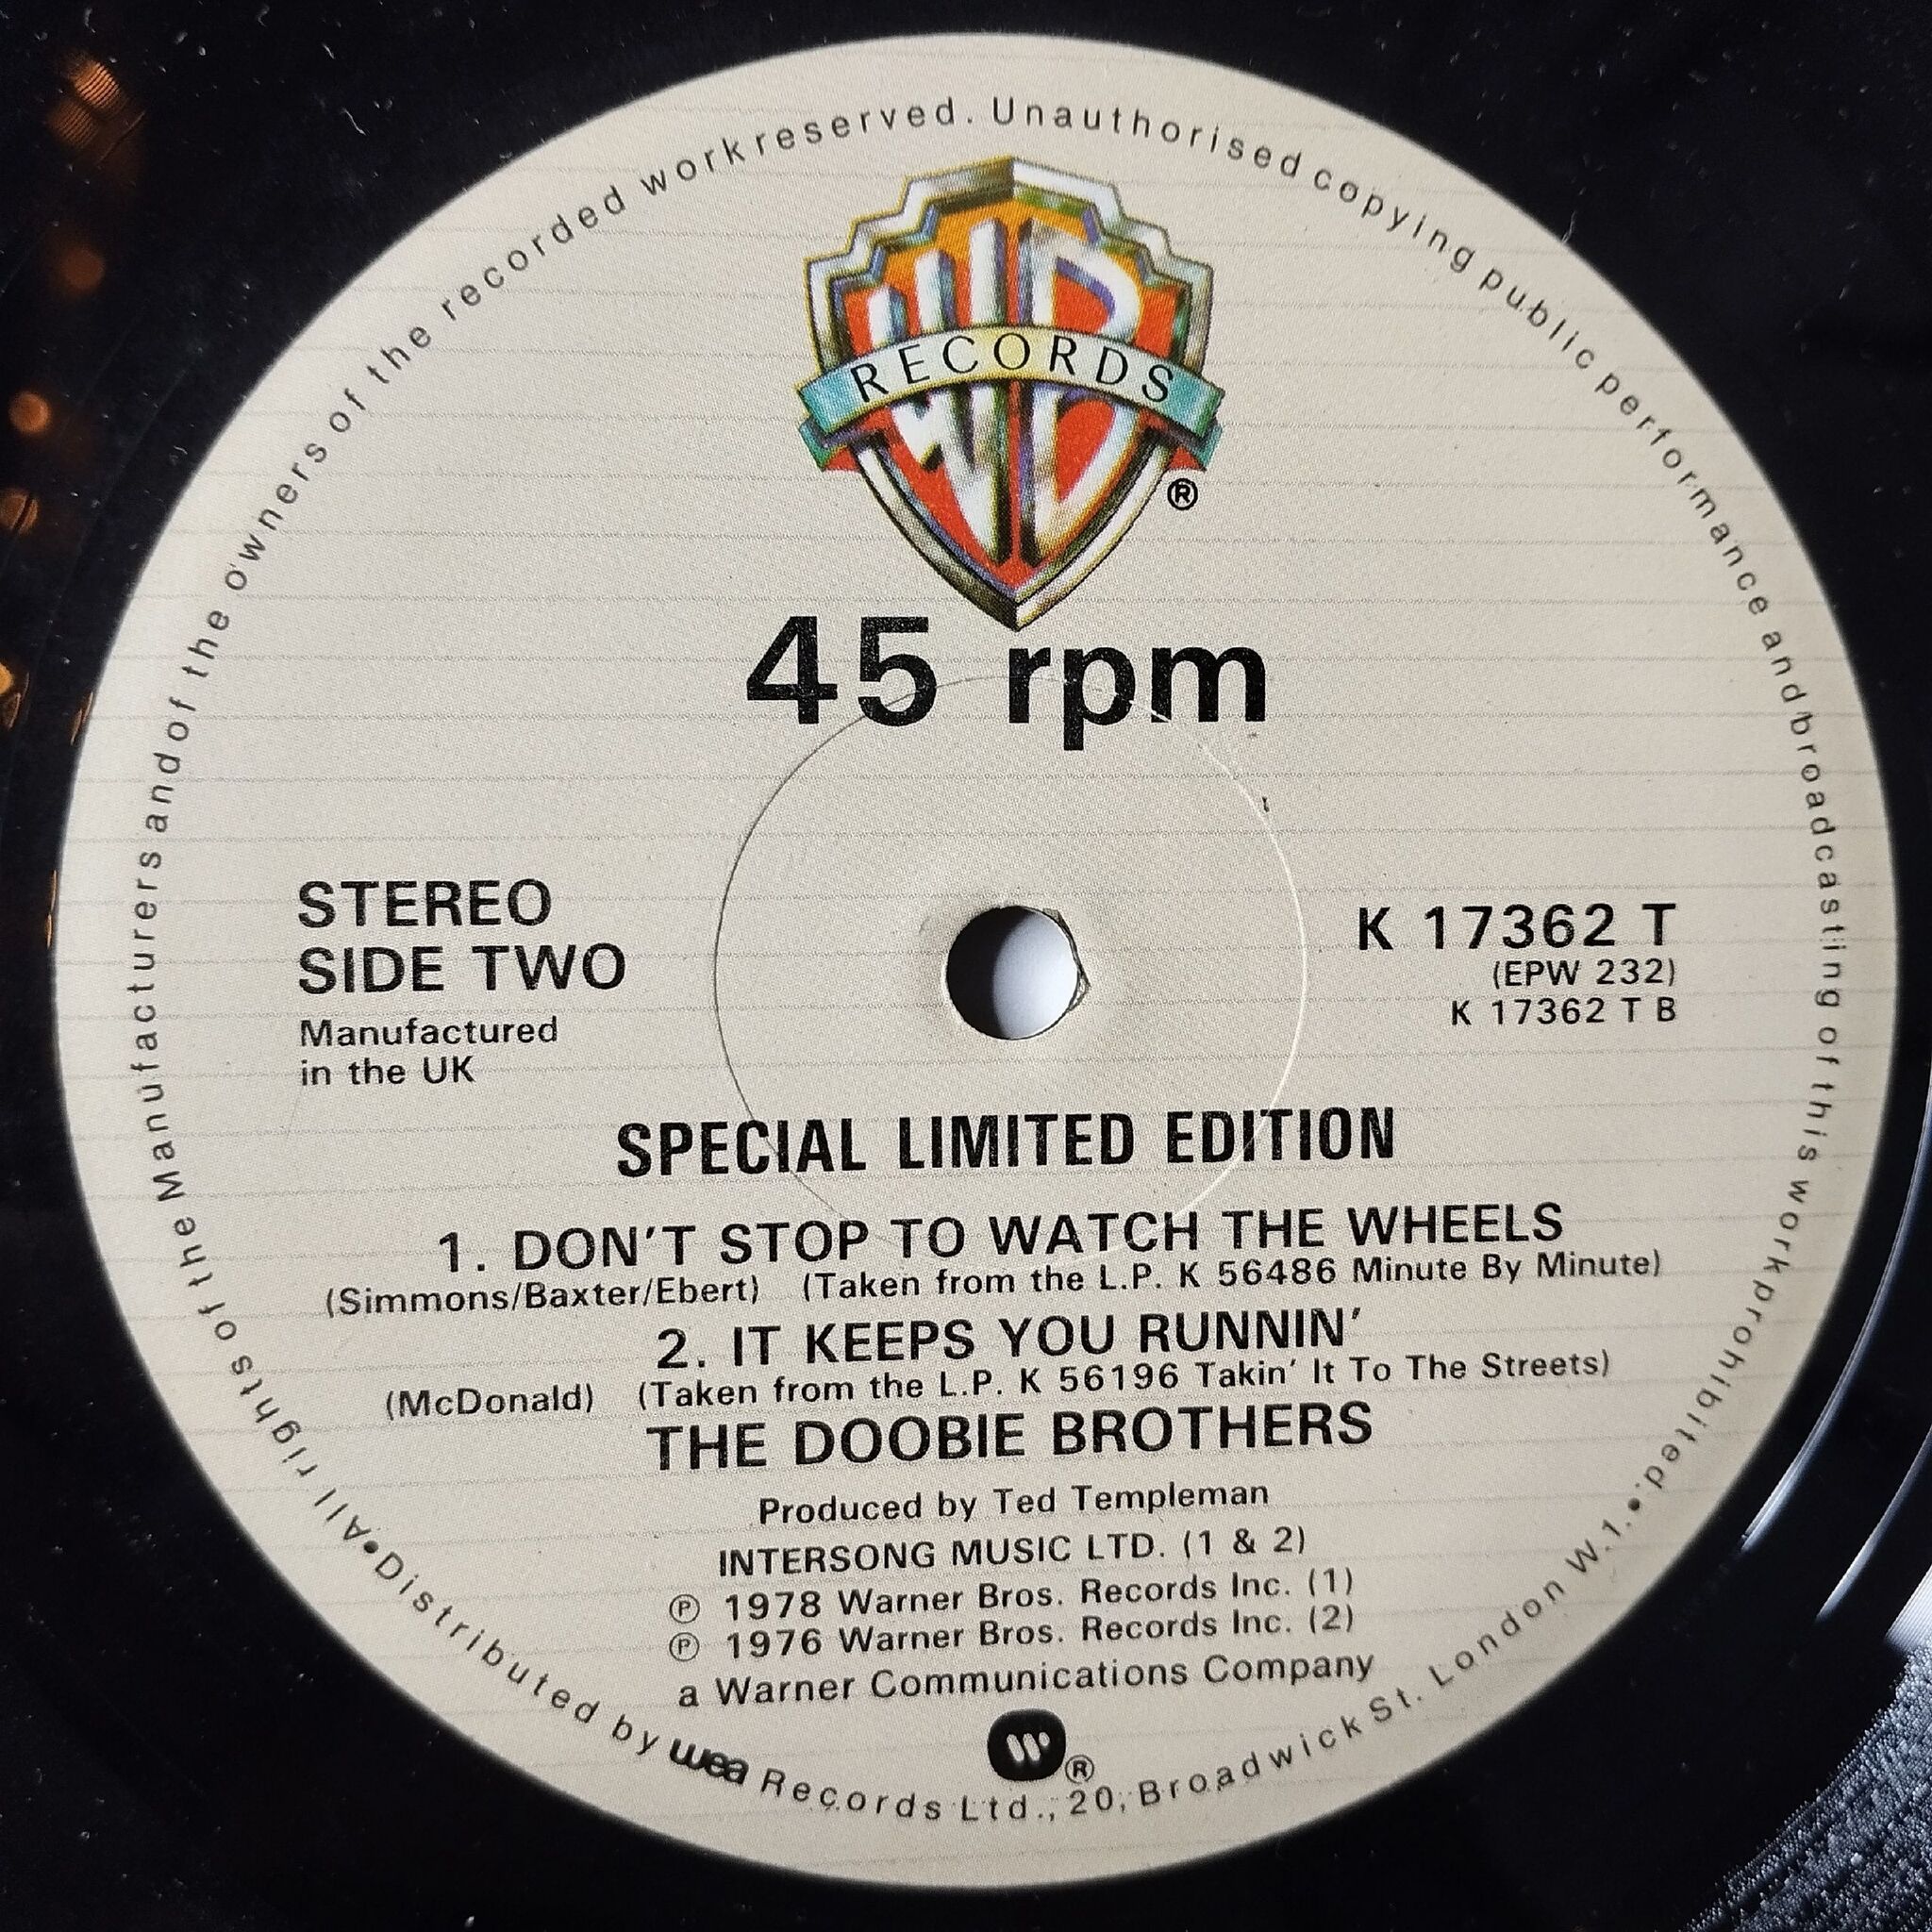 WB
RECORDS
®
45 rpm
STEREO
SIDE TWO
Manufactured
in the UK
K 17362 T
(EPW 232)
K 17362 T B
SPECIAL LIMITED EDITION
1. DON'T STOP TO WATCH THE WHEELS
(Simmons/Baxter/Ebert) (Taken from the L.P. K 56486 Minute By Minute)
2. IT KEEPS YOU RUNNIN'
(McDonald) (Taken from the L.P. K 56196 Takin' It To The Streets)
THE DOOBIE BROTHERS
Produced by Ted Templeman
INTERSONG MUSIC LTD. (1 & 2)
℗ 1978 Warner Bros. Records Inc. (1)
℗ 1976 Warner Bros. Records Inc. (2)
a Warner Communications Company
®
•All rights of the Manufacturers and of the owners of the recorded work reserved. Unauthorised copying public performance and broadcasting of this work prohibited.•
Distributed by wea Records Ltd., 20, Broadwick St. London W.1.